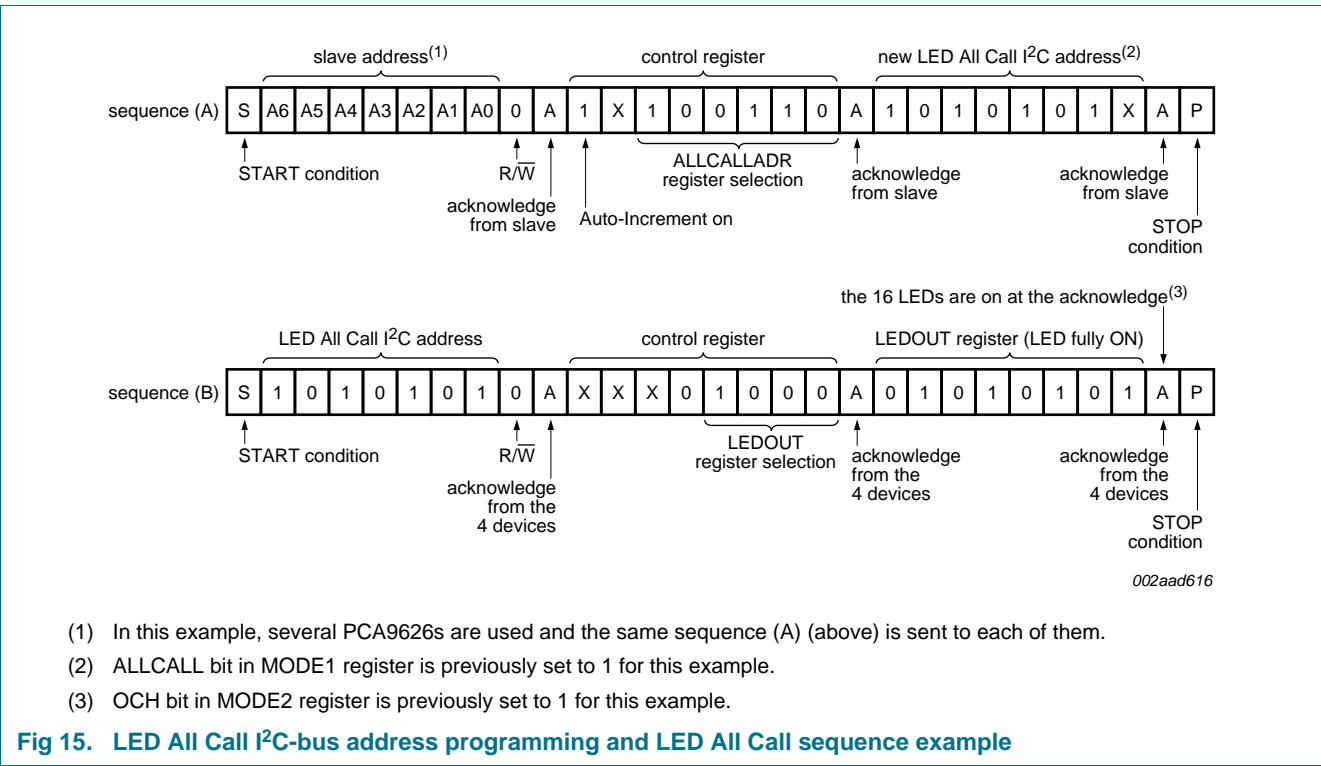 slave address(1) control register new LED All Call I2C address(2)
sequence (A) S A6 A5 A4 A3 A2 A1 A0 0 A 1 X 1 0 0 1 1 0 A 1 0 1 0 1 0 1 X A P
START condition R/W ALLCALLADR acknowledge acknowledge
register selection from slave from slave
acknowledge
from slave Auto-Increment on STOP
condition
the 16 LEDs are on at the acknowledge(3)
LED All Call I2C address control register LEDOUT register (LED fully ON)
sequence (B) S 1 0 1 0 1 0 1 0 A X X X 0 1 0 0 0 A 0 1 0 1 0 1 0 1 A P
START condition R/W LEDOUT acknowledge acknowledge
register selection from the from the
acknowledge 4 devices 4 devices
from the
4 devices STOP
condition
002aad616
(1) In this example, several PCA9626s are used and the same sequence (A) (above) is sent to each of them.
(2) ALLCALL bit in MODE1 register is previously set to 1 for this example.
(3) OCH bit in MODE2 register is previously set to 1 for this example.
Fig 15. LED All Call I2C-bus address programming and LED All Call sequence example